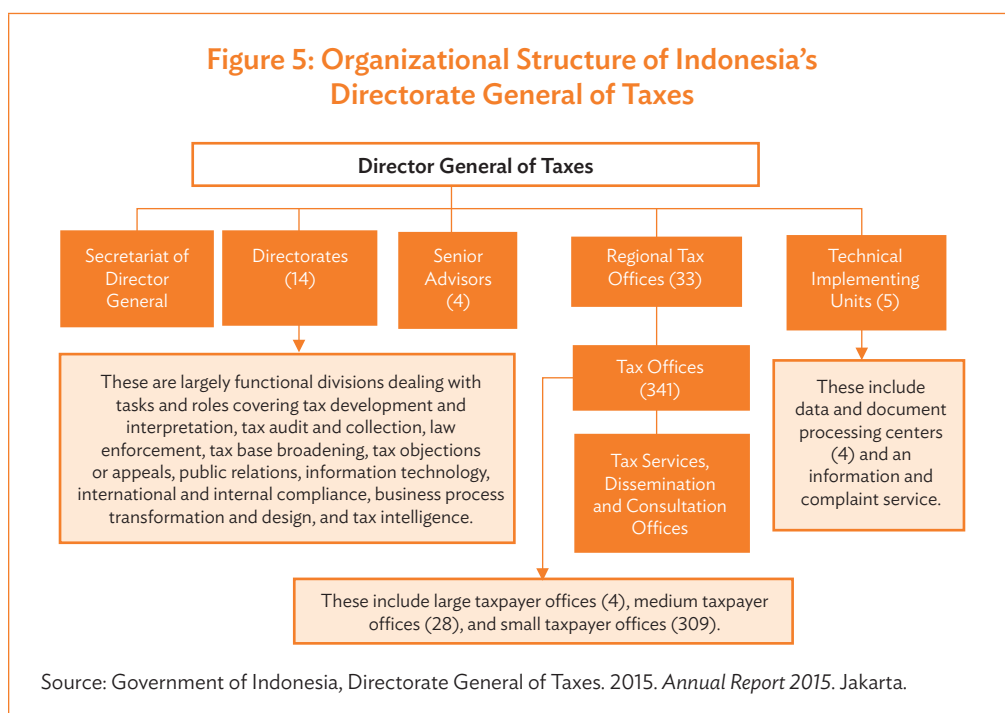 Figure 5: Organizational Structure of Indonesia's
Directorate General of Taxes
Director General of Taxes
Secretariat of
Director
General
Directorates
(14)
Senior
Advisors
(4)
Regional Tax
Offices (33)
Technical
Implementing
Units (5)
These are largely functional divisions dealing with
tasks and roles covering tax development and
interpretation, tax audit and collection, law
enforcement, tax base broadening, tax objections
or appeals, public relations, information technology,
international and internal compliance, business process
transformation and design, and tax intelligence.
Tax Offices
(341)
These include
data and document
processing centers
(4) and an
information and
complaint service.
Tax Services,
Dissemination
and Consultation
Offices
These include large taxpayer offices (4), medium taxpayer
offices (28), and small taxpayer offices (309).
Source: Government of Indonesia, Directorate General of Taxes. 2015. Annual Report 2015. Jakarta.